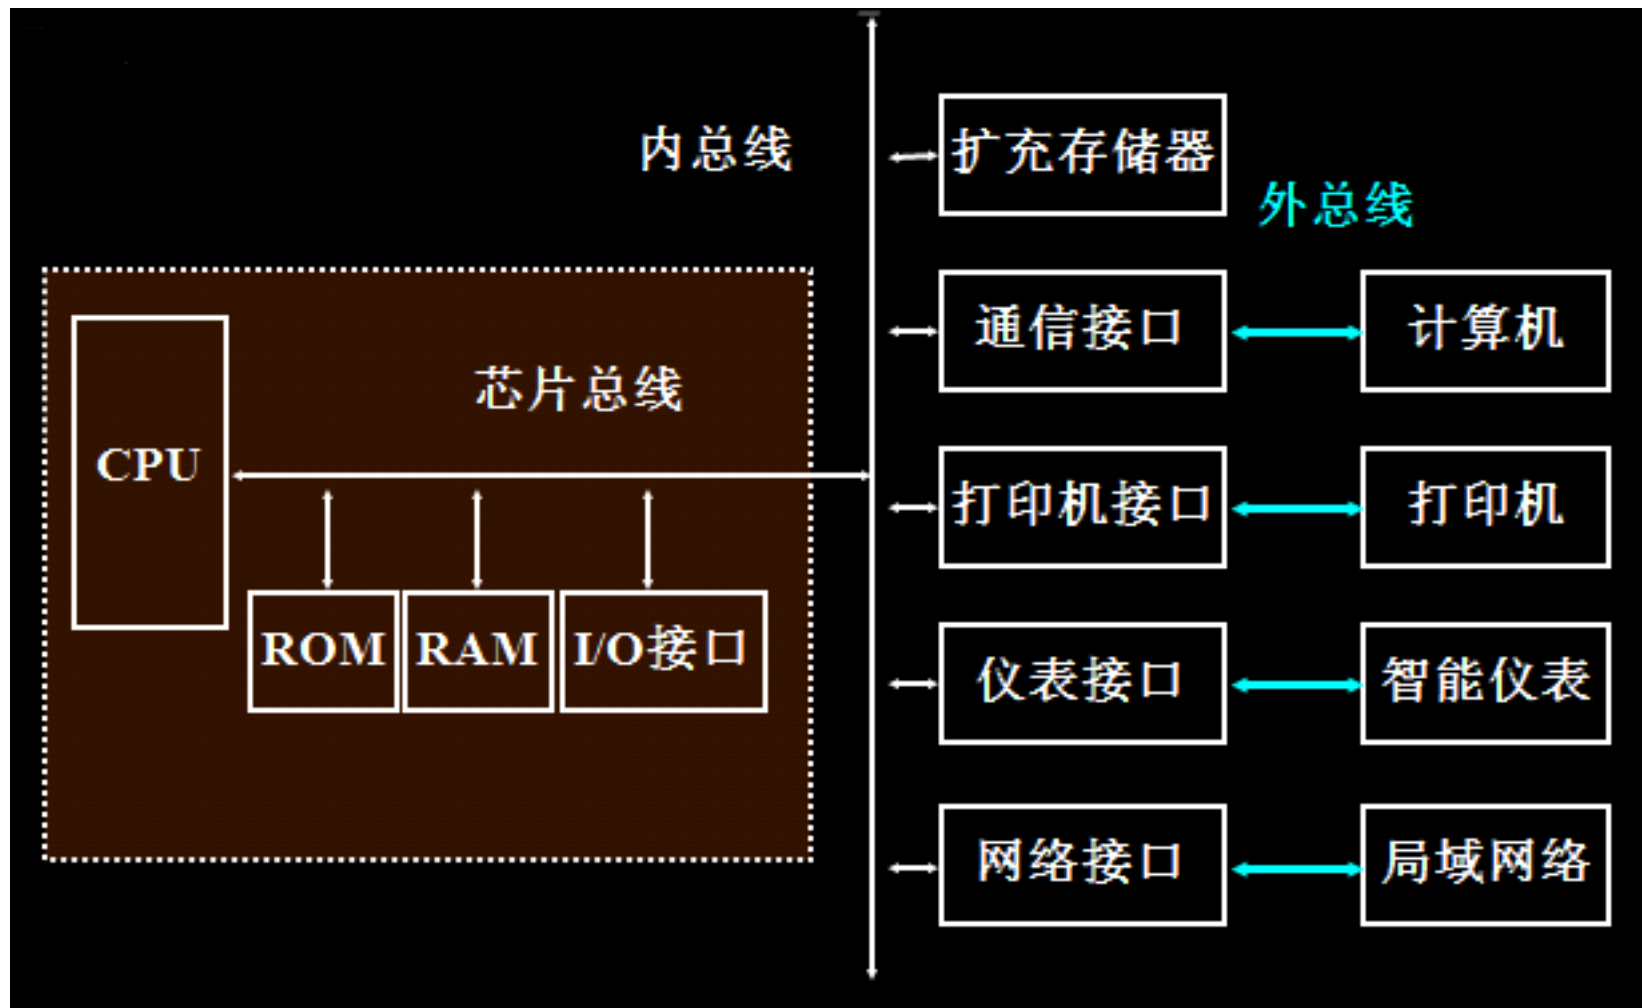 内总线
扩充存储器
外总线
通信接口
计算机
芯片总线
CPU
打印机接口
打印机
ROM
RAM
I/O接口
仪表接口
智能仪表
网络接口
局域网络